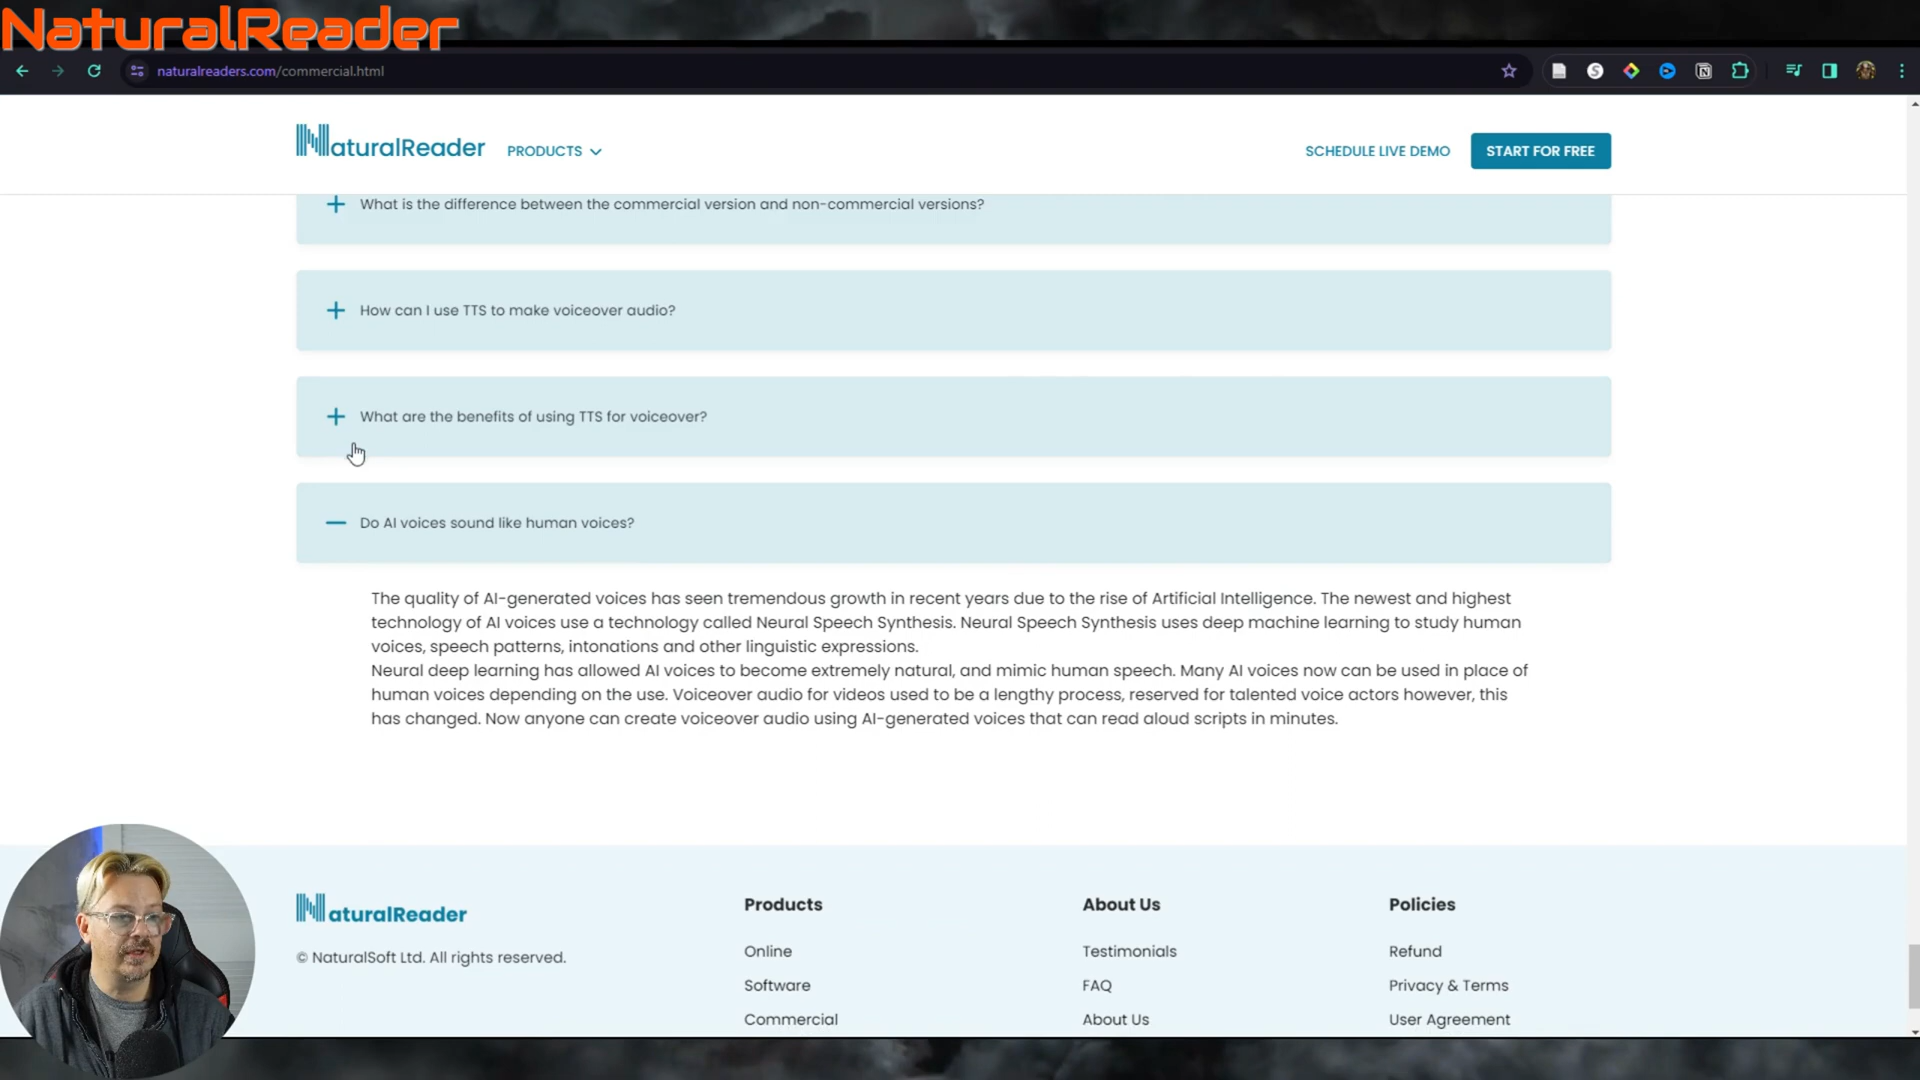 NaturalReader
naturalreaders.com/commercial.html
NaturalReader
PRODUCTS
SCHEDULE LIVE DEMO
START FOR FREE
What is the difference between the commercial version and non-commercial versions?
How can I use TTS to make voiceover audio?
What are the benefits of using TTS for voiceover?
Do AI voices sound like human voices?
The quality of AI-generated voices has seen tremendous growth in recent years due to the rise of Artificial Intelligence. The newest and highest
technology of AI voices use a technology called Neural Speech Synthesis. Neural Speech Synthesis uses deep machine learning to study human
voices, speech patterns, intonations and other linguistic expressions.
Neural deep learning has allowed AI voices to become extremely natural, and mimic human speech. Many AI voices now can be used in place of
human voices depending on the use. Voiceover audio for videos used to be a lengthy process, reserved for talented voice actors however, this
has changed. Now anyone can create voiceover audio using AI-generated voices that can read aloud scripts in minutes.
NaturalReader
© NaturalSoft Ltd. All rights reserved.
Products
Online
Software
Commercial
About Us
Testimonials
FAQ
About Us
Policies
Refund
Privacy & Terms
User Agreement